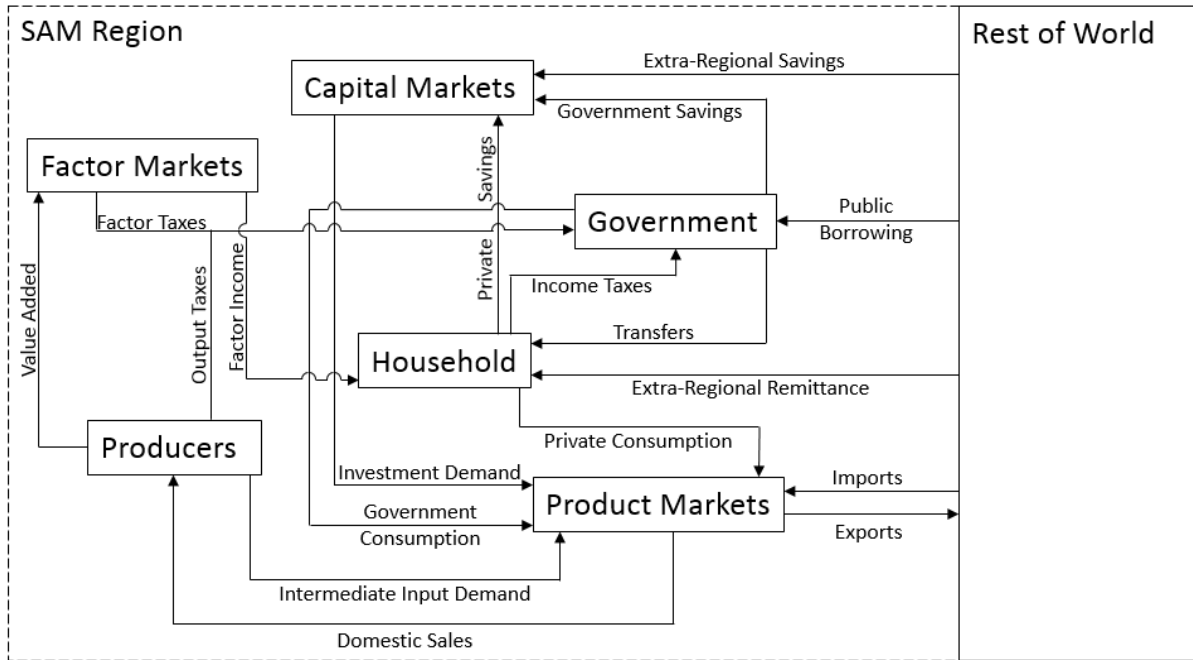 SAM Region
Rest of World
Extra-Regional Savings
Capital Markets
Government Savings
Factor Markets
Private Savings
Factor Taxes
Government
Public
Borrowing
Value Added
Output Taxes
Factor Income
Income Taxes
Transfers
Household
Extra-Regional Remittance
Producers
Private Consumption
Investment Demand
Imports
Product Markets
Government
Consumption
Exports
Intermediate Input Demand
Domestic Sales